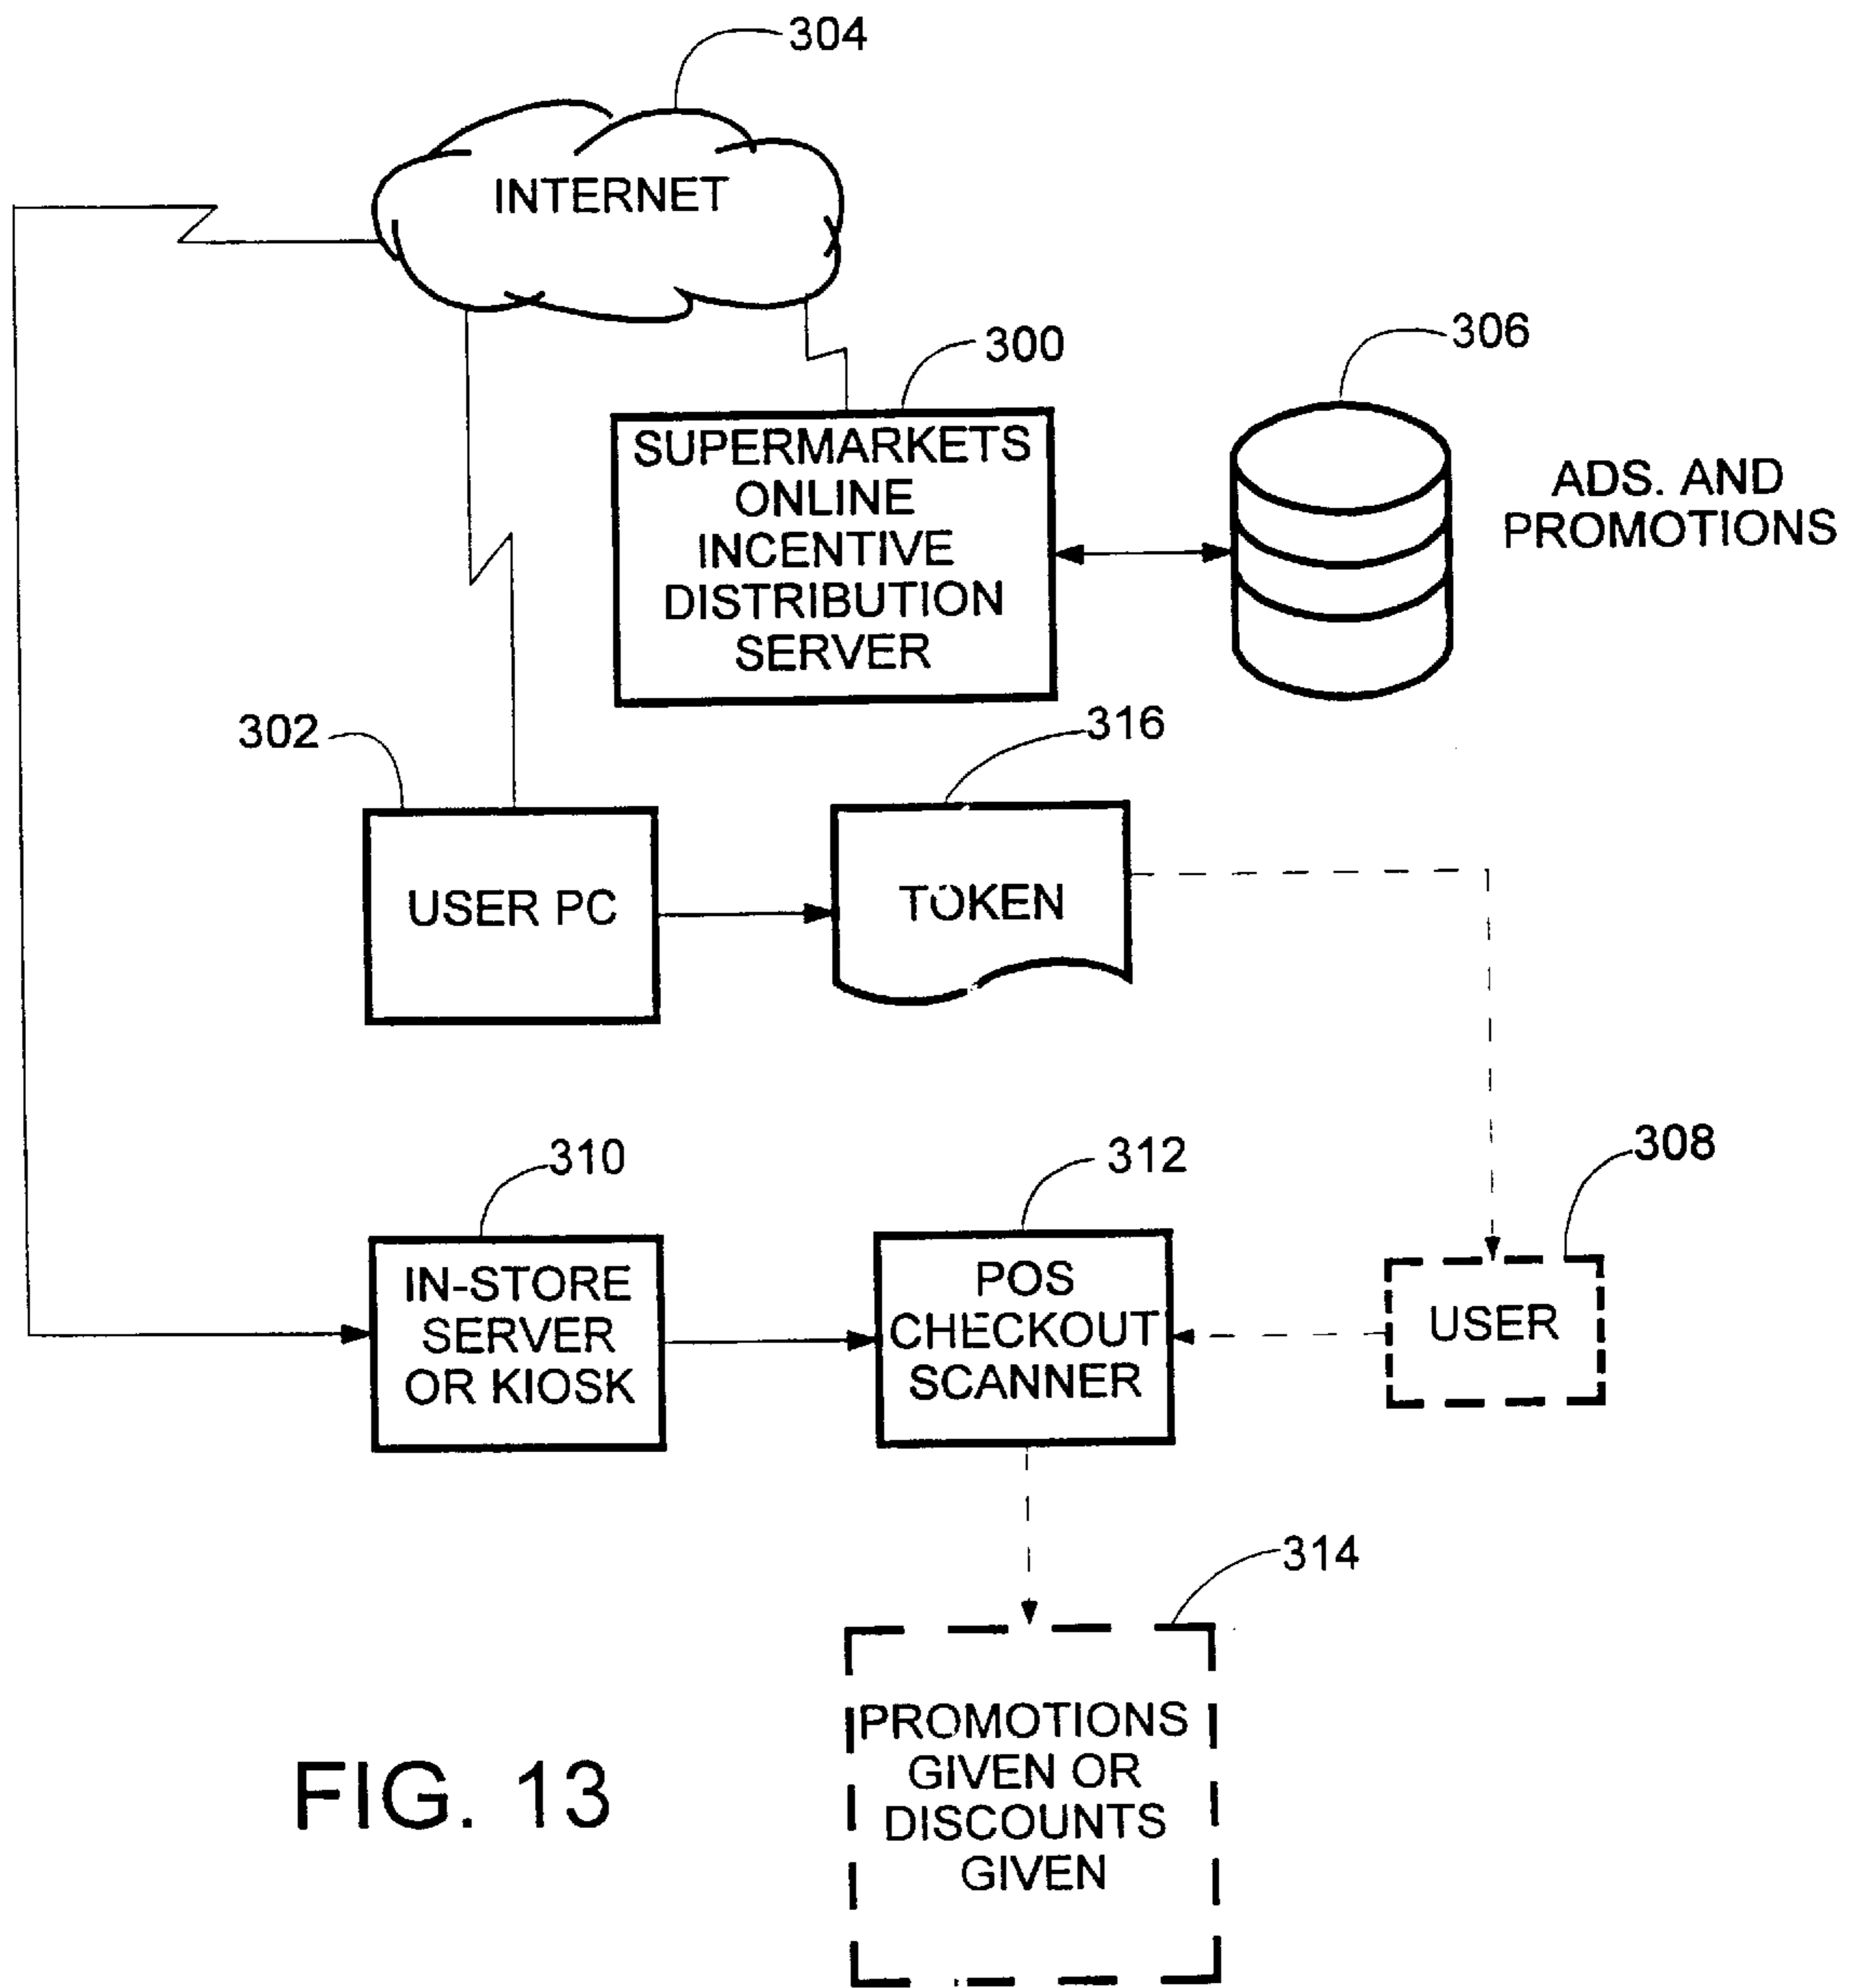 304
INTERNET
300
306
SUPERMARKETS
ONLINE
INCENTIVE
DISTRIBUTION
SERVER
ADS. AND
PROMOTIONS
302
316
USER PC
TOKEN
310
312
308
IN-STORE
SERVER
OR KIOSK
POS
CHECKOUT
SCANNER
USER
314
PROMOTIONS
GIVEN OR
DISCOUNTS
GIVEN
FIG. 13